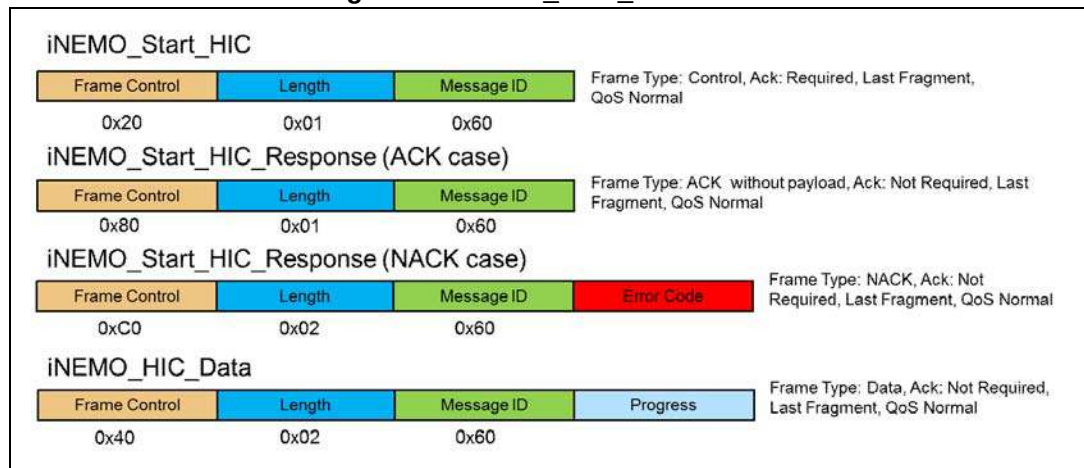 iNEMO_Start_HIC
Frame Control Length Message ID
Frame Type: Control, Ack: Required, Last Fragment,
QoS Normal
0x20 0x01 0x60
iNEMO_Start_HIC_Response (ACK case)
Frame Control Length Message ID
Frame Type: ACK without payload, Ack: Not Required, Last
Fragment, QoS Normal
0x80 0x01 0x60
iNEMO_Start_HIC_Response (NACK case)
Frame Control Length Message ID Error Code
Frame Type: NACK, Ack: Not
Required, Last Fragment, QoS Normal
0xC0 0x02 0x60
iNEMO_HIC_Data
Frame Control Length Message ID Progress
Frame Type: Data, Ack: Not Required,
Last Fragment, QoS Normal
0x40 0x02 0x60